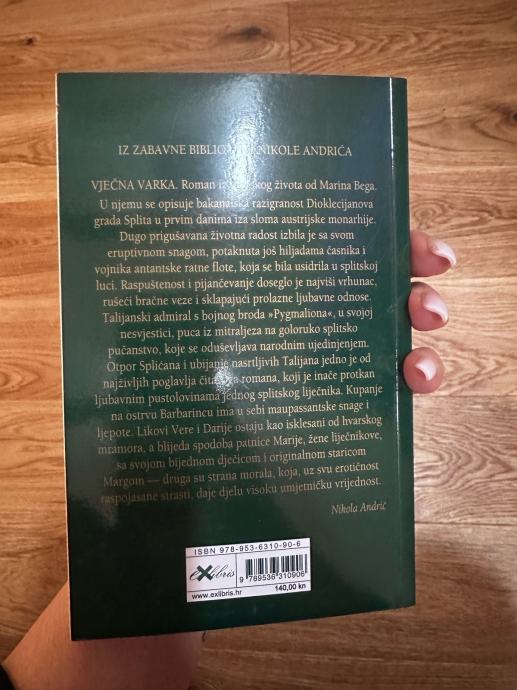 IZ ZABAVNE NIKOLE ANDRIĆA
VJEČNA VARKA. Roman života od Marina Bega.
U njemu se opisuje bakanalska razigranost Dioklecijanova
grada Splita u prvim danima iza sloma austrijske monarhije.
Dugo prigušavana životna radost izbila je sa svom
eruptivnom snagom, potaknuta još hiljadama časnika i
vojnika antantske ratne flote, koja se bila usidrila u splitskoj
luci. Raspuštenost i pijančevanje doseglo je najviši vrhunac,
rušeći bračne veze i sklapajući prolazne ljubavne odnose.
Talijanski admiral s bojnog broda »Pygmaliona«, u svojoj
nesvjestici, puca iz mitraljeza na goloruko splitsko
pučanstvo, koje se oduševljava narodnim ujedinjenjem.
Otpor Splićana i ubijanje nasrtljivih Talijana jedno je od
najživljih poglavlja romana, koji je inače protkan
ljubavnim pustolovinama jednog splitskog liječnika. Kupanje
na ostrvu Barbarincu ima u sebi maupassantske snage i
ljepote. Likovi Vere i Darije ostaju kao isklesani od hvarskog
mramora, a blijeda spodoba patnice Marije, žene liječnikove,
sa svojom bijednom dječicom i originalnom staricom
Margom — druga su strana morala, koja, uz svu erotičnost
raspojasane strasti, daje djelu visoku umjetničku vrijednost.
Nikola Andrić
ISBN 978-953-6310-90-6
exlibris
9 789536 310906
www.exlibris.hr
140,00 kn